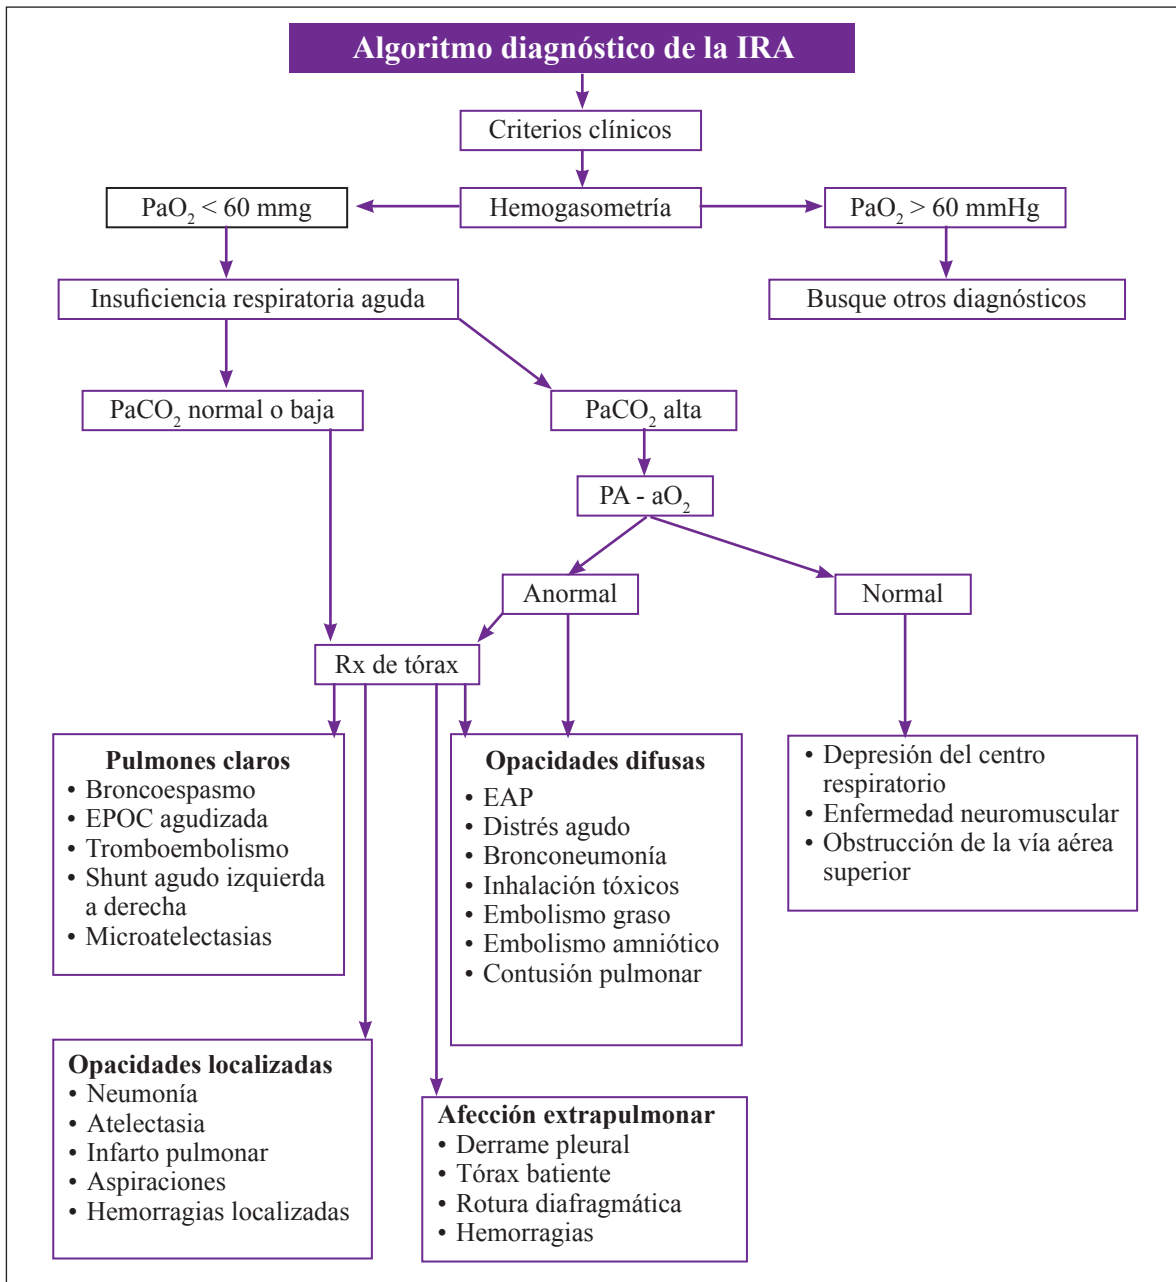 Algoritmo diagnóstico de la IRA
Criterios clínicos
PaO₂ < 60 mmg
Hemogasometría
PaO₂ > 60 mmHg
Insuficiencia respiratoria aguda
Busque otros diagnósticos
PaCO₂ normal o baja
PaCO₂ alta
PA - aO₂
Anormal
Normal
Rx de tórax
Pulmones claros
• Broncoespasmo
• EPOC agudizada
• Tromboembolismo
• Shunt agudo izquierda
a derecha
• Microatelectasias
Opacidades difusas
• EAP
• Distrés agudo
• Bronconeumonía
• Inhalación tóxicos
• Embolismo graso
• Embolismo amniótico
• Contusión pulmonar
• Depresión del centro
respiratorio
• Enfermedad neuromuscular
• Obstrucción de la vía aérea
superior
Opacidades localizadas
• Neumonía
• Atelectasia
• Infarto pulmonar
• Aspiraciones
• Hemorragias localizadas
Afección extrapulmonar
• Derrame pleural
• Tórax batiente
• Rotura diafragmática
• Hemorragias